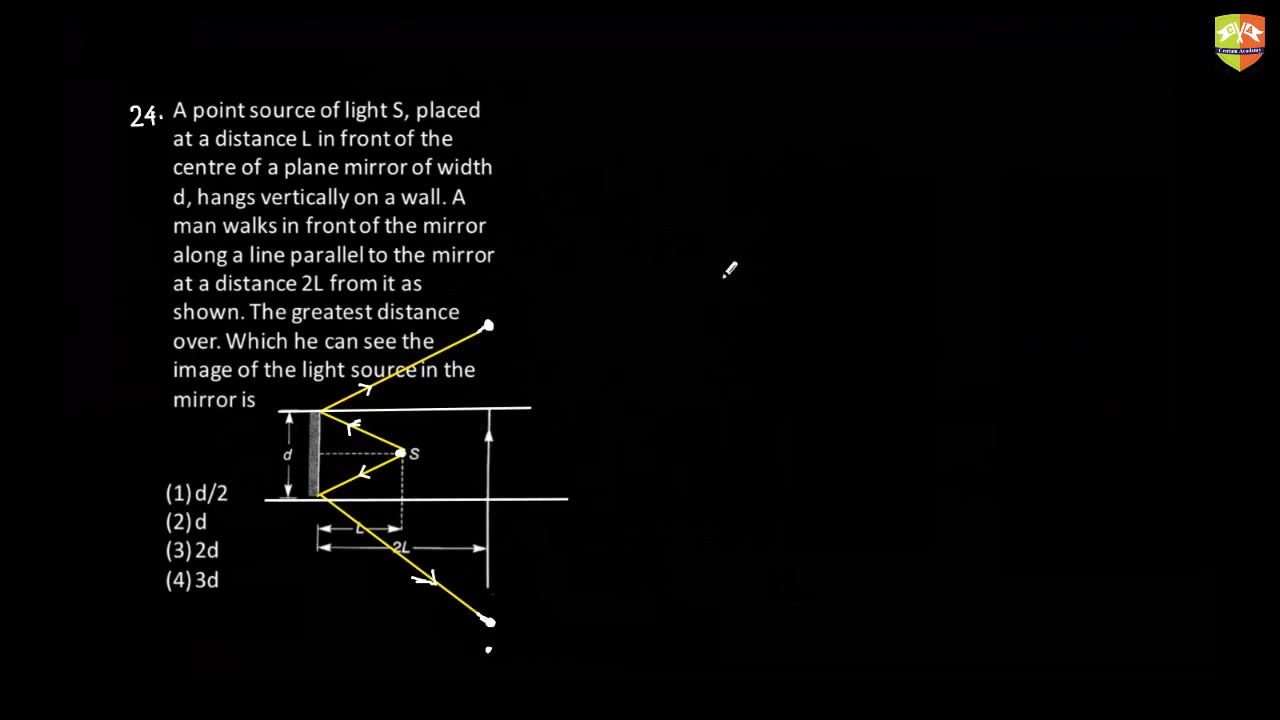 24. A point source of light S, placed
at a distance L in front of the
centre of a plane mirror of width
d, hangs vertically on a wall. A
man walks in front of the mirror
along a line parallel to the mirror
at a distance 2L from it as
shown. The greatest distance
over. Which he can see the
image of the light source in the
mirror is
d
S
L
2L
(1) d/2
(2) d
(3) 2d
(4) 3d
Centum Academy